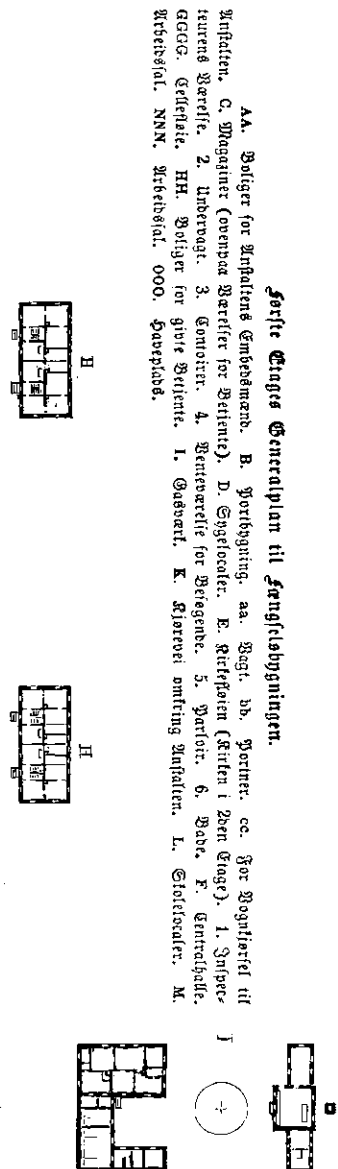 Første Etages Generalplan til Fængselsbygningen.
AA. Boliger for Anstaltens Embedsmænd. B. Portbygning. aa. Vagt. bb. Portner. cc. For Vognkjørsel til
Anstalten. C. Magaziner (ovenpaa Værelser for Betjente). D. Sygelocaler. E. Kirkefløien (Kirken i 2den Etage). 1. Inspec-
teurens Værelse. 2. Undervagt. 3. Contoirer. 4. Venteværelse for Besøgende. 5. Parloir. 6. Bade. F. Centralhalle.
GGGG. Cellefløie. HH. Boliger for givte Betjente. I. Gasværk. K. Kjørevei omkring Anstalten. L. Skolelocaler. M.
Arbeidssal. NNN. Arbeidssal. OOO. Haveplads.
H
H
I